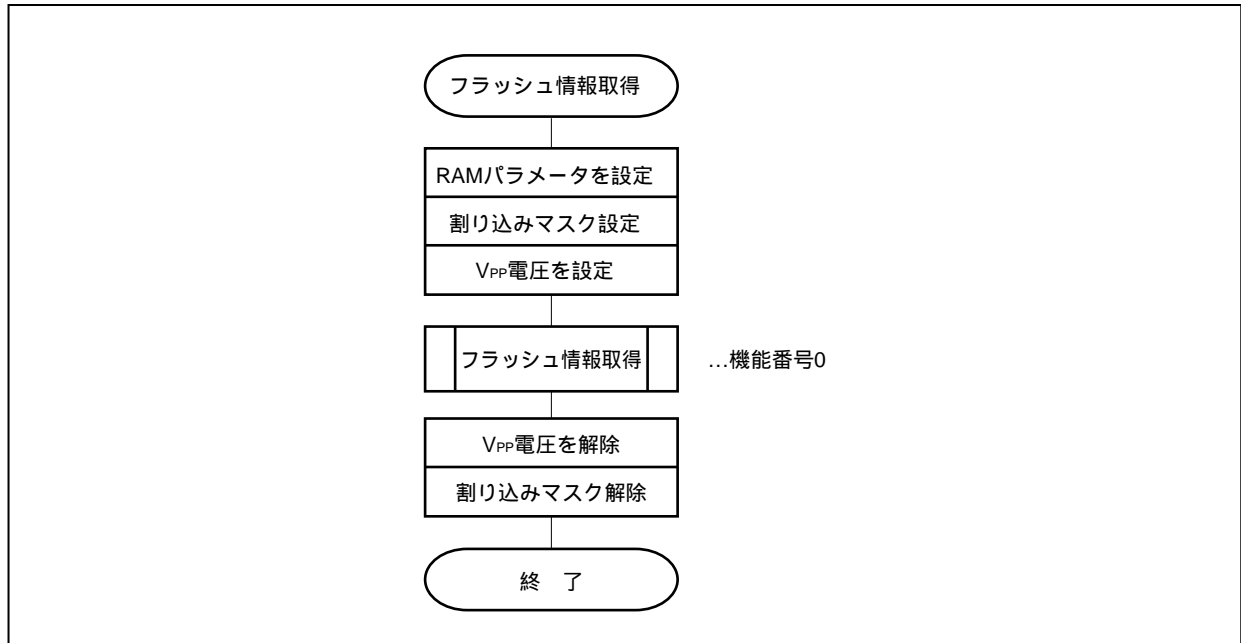 フラッシュ情報取得
RAMパラメータを設定
割り込みマスク設定
VPP電圧を設定
フラッシュ情報取得 …機能番号0
VPP電圧を解除
割り込みマスク解除
終 了